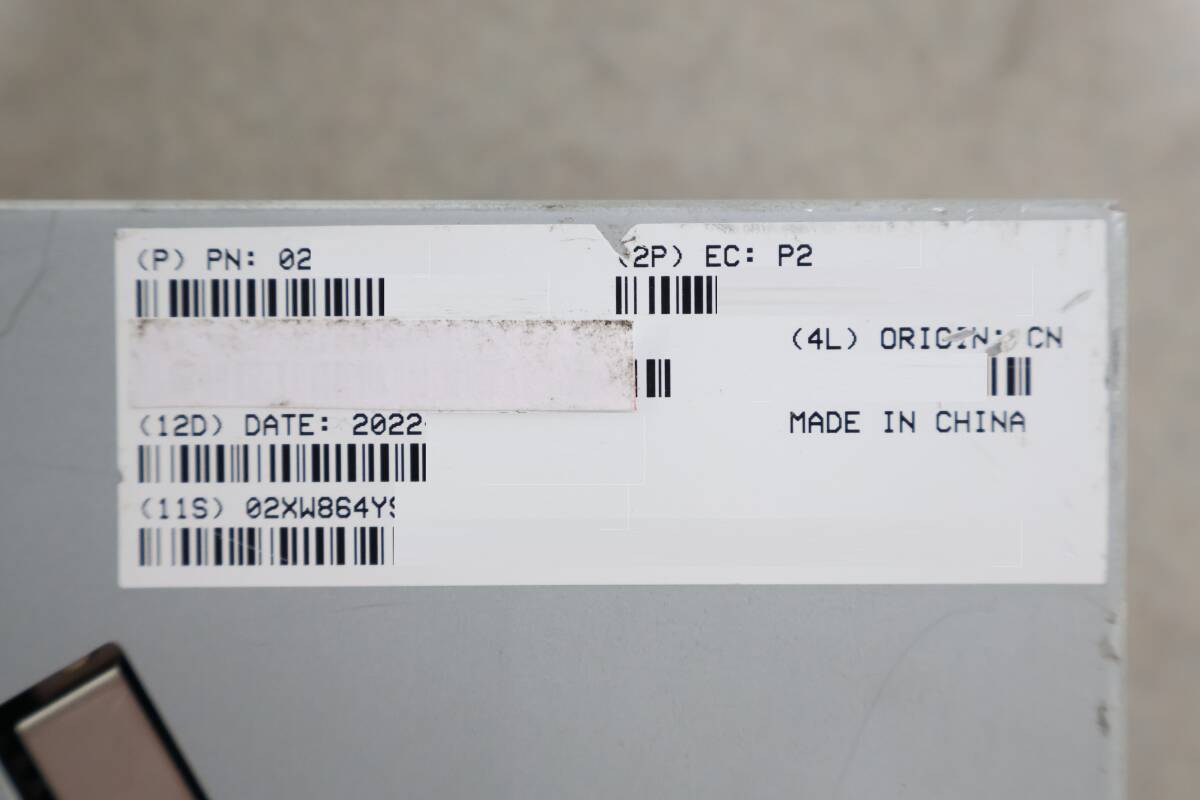 (P) PN: 02
(2P) EC: P2
(4L) ORIGIN: CN
(12D) DATE: 2022
MADE IN CHINA
(11S) 02XW864Y